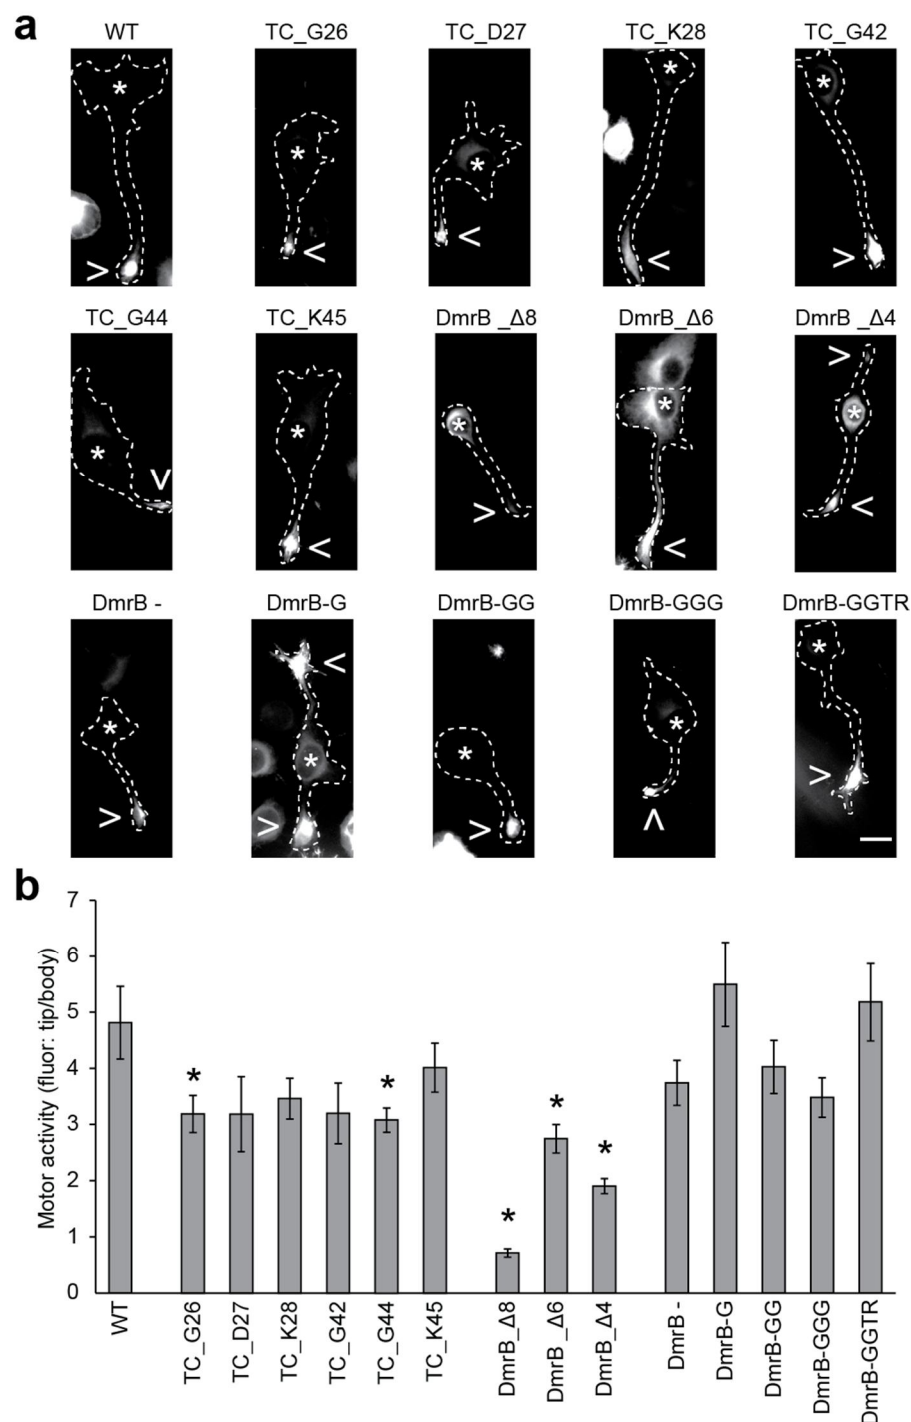 a
WT TC_G26 TC_D27 TC_K28 TC_G42
* * * * *
> < < < >
TC_G44 TC_K45 DmrB _Δ8 DmrB_Δ6 DmrB _Δ4
* * * * *
> < > < > <
DmrB - DmrB-G DmrB-GG DmrB-GGG DmrB-GGTR
* * * * *
> < > > > >
b
Motor activity (fluor: tip/body)
7
6
5
4
3
2
1
0
* * * * *
WT
TC_G26
TC_D27
TC_K28
TC_G42
TC_G44
TC_K45
DmrB_Δ8
DmrB _Δ6
DmrB_Δ4
DmrB -
DmrB-G
DmrB-GG
DmrB-GGG
DmrB-GGTR